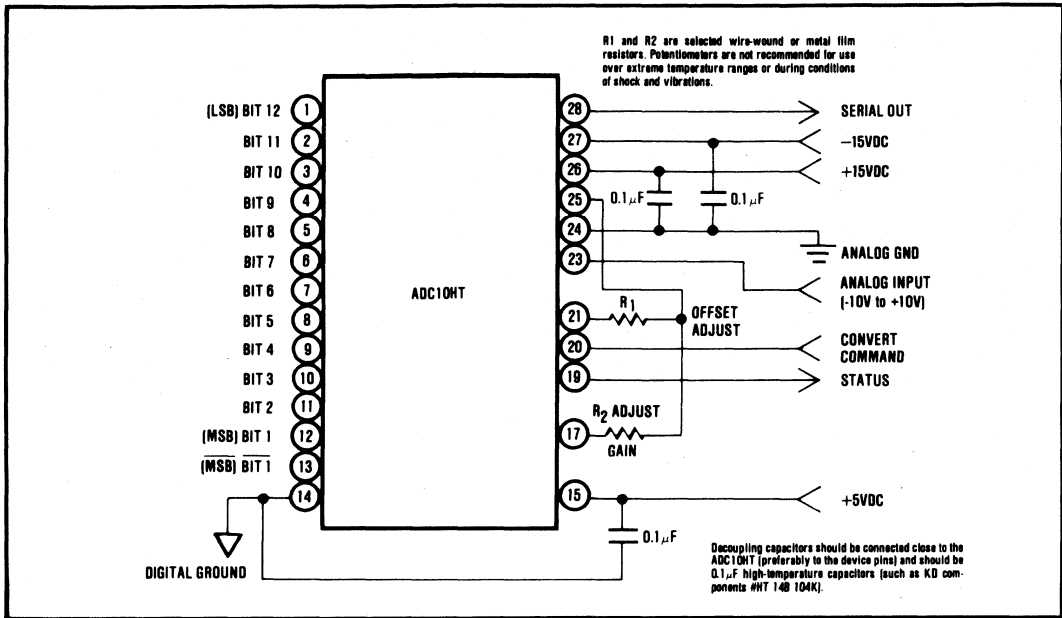 R1 and R2 are selected wire-wound or metal film
resistors. Potentiometers are not recommended for use
over extreme temperature ranges or during conditions
of shock and vibrations.
(LSB) BIT 12 1
BIT 11 2
BIT 10 3
BIT 9 4
BIT 8 5
BIT 7 6
BIT 6 7
BIT 5 8
BIT 4 9
BIT 3 10
BIT 2 11
(MSB) BIT 1 12
(MSB) BIT 1 13
14
DIGITAL GROUND
ADC10HT
28 SERIAL OUT
27 −15VDC
26 +15VDC
25 0.1μF 0.1μF
24 ANALOG GND
23 ANALOG INPUT
(-10V to +10V)
21 R1 OFFSET
ADJUST
20 CONVERT
COMMAND
19 STATUS
17 R2 ADJUST
GAIN
15 +5VDC
0.1μF
Decoupling capacitors should be connected close to the
ADC10HT (preferably to the device pins) and should be
0.1μF high-temperature capacitors (such as KD com-
ponents #HT 14B 104K).